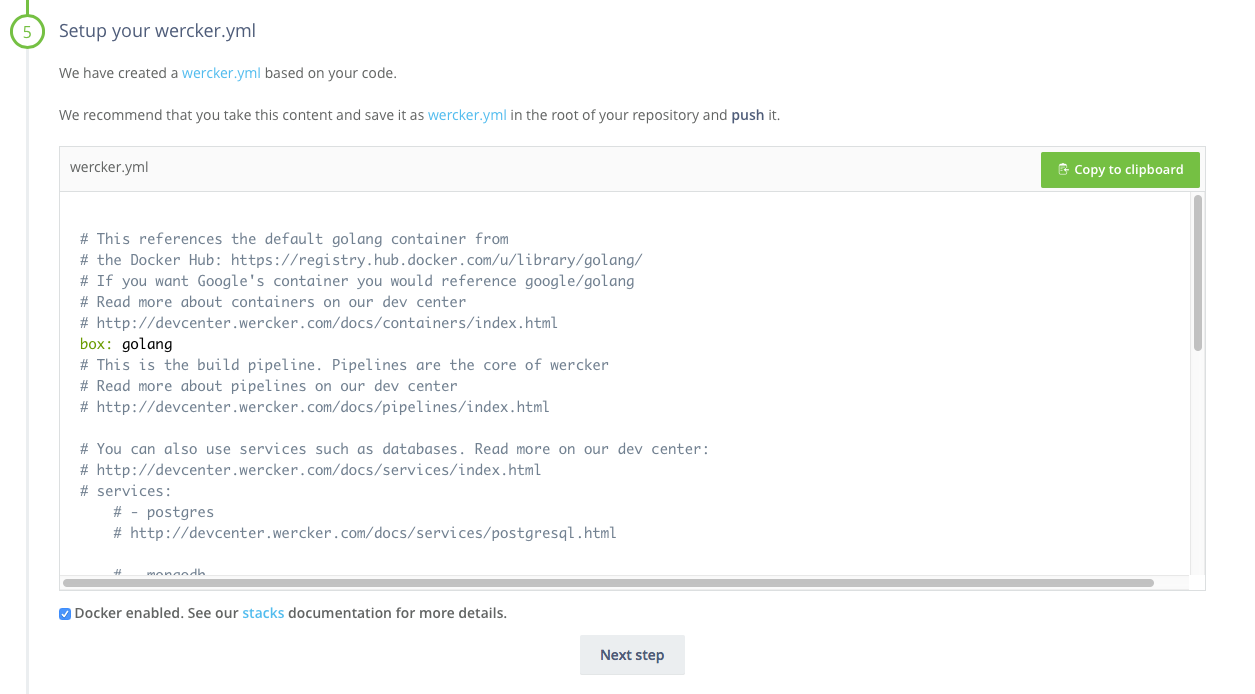 5
Setup your wercker.yml
We have created a wercker.yml based on your code.
We recommend that you take this content and save it as wercker.yml in the root of your repository and push it.
wercker.yml
Copy to clipboard
# This references the default golang container from
# the Docker Hub: https://registry.hub.docker.com/u/library/golang/
# If you want Google's container you would reference google/golang
# Read more about containers on our dev center
# http://devcenter.wercker.com/docs/containers/index.html
box: golang
# This is the build pipeline. Pipelines are the core of wercker
# Read more about pipelines on our dev center
# http://devcenter.wercker.com/docs/pipelines/index.html
# You can also use services such as databases. Read more on our dev center:
# http://devcenter.wercker.com/docs/services/index.html
# services:
# - postgres
# http://devcenter.wercker.com/docs/services/postgresql.html
# - mongodb
Docker enabled. See our stacks documentation for more details.
Next step